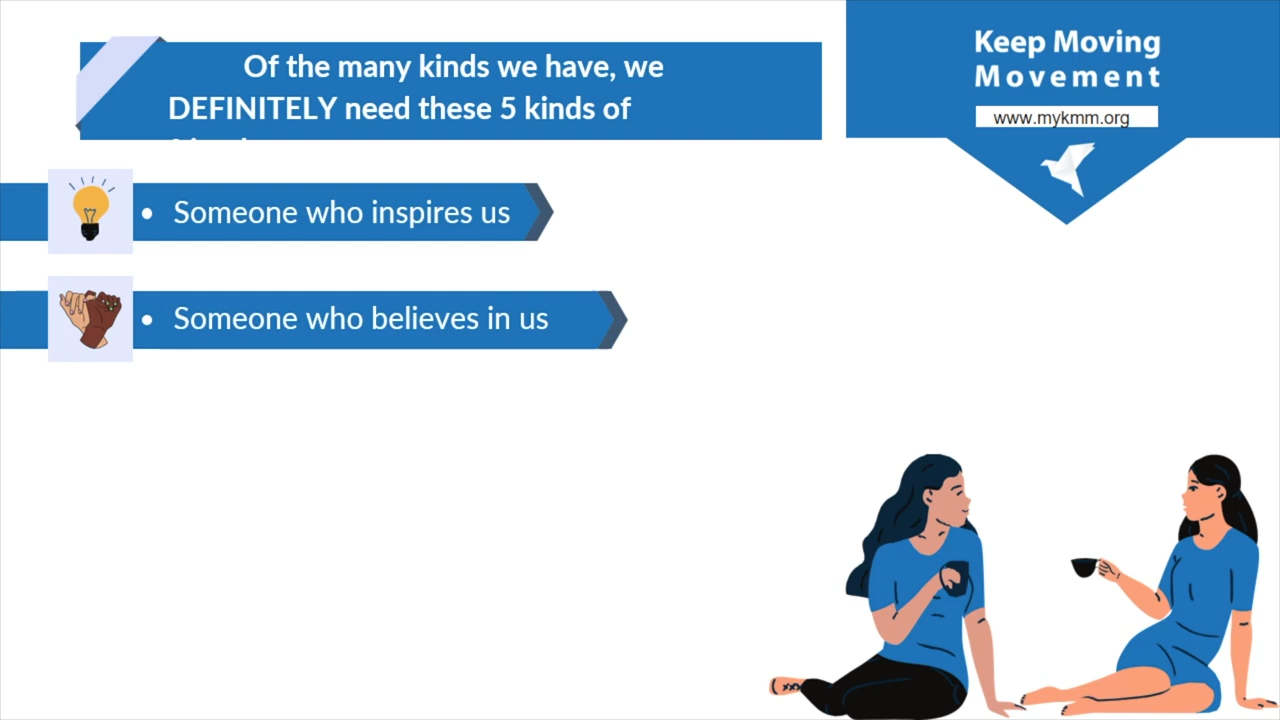 Of the many kinds we have, we
DEFINITELY need these 5 kinds of
Keep Moving
Movement
www.mykmm.org
• Someone who inspires us
• Someone who believes in us